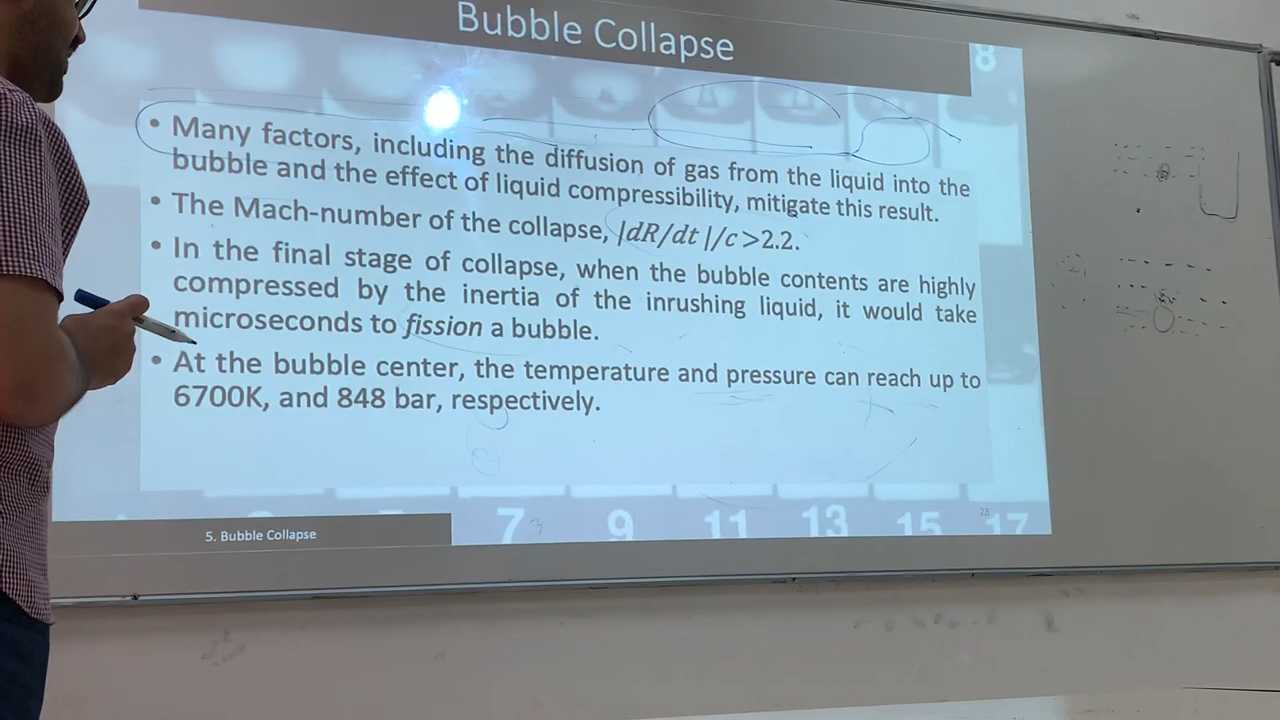 Bubble Collapse
8
• Many factors, including the diffusion of gas from the liquid into the
bubble and the effect of liquid compressibility, mitigate this result.
• The Mach-number of the collapse, |dR/dt|/c>2.2.
• In the final stage of collapse, when the bubble contents are highly
compressed by the inertia of the inrushing liquid, it would take
microseconds to fission a bubble.
• At the bubble center, the temperature and pressure can reach up to
6700K, and 848 bar, respectively.
28
7 9 11 13 15 17
5. Bubble Collapse